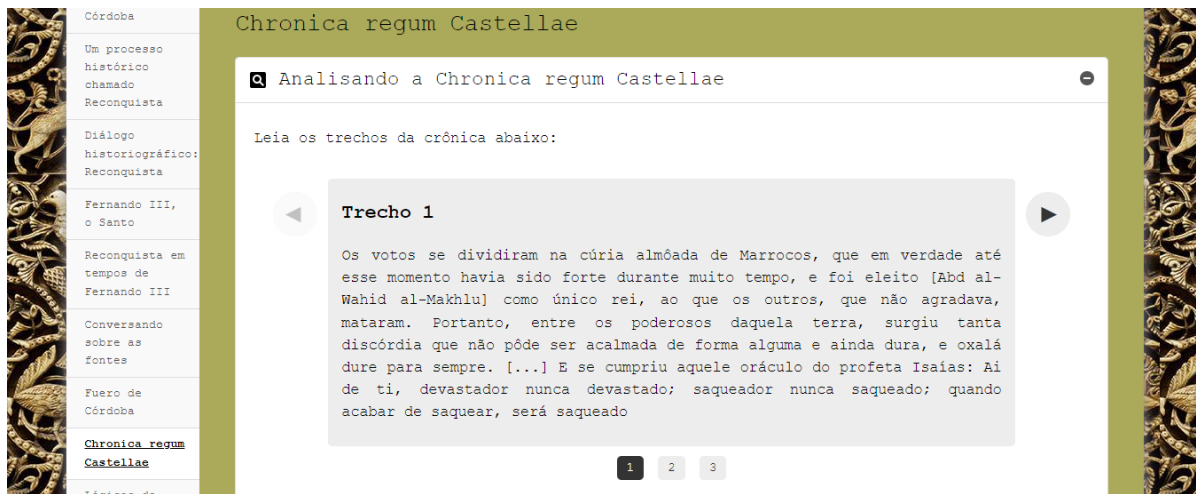 Córdoba
Um processo
histórico
chamado
Reconquista
Diálogo
historiográfico:
Reconquista
Fernando III,
o Santo
Reconquista em
tempos de
Fernando III
Conversando
sobre as
fontes
Fuero de
Córdoba
Chronica regum
Castellae
Chronica regum Castellae
Analisando a Chronica regum Castellae
Leia os trechos da crônica abaixo:
Trecho 1
Os votos se dividiram na cúria almôada de Marrocos, que em verdade até
esse momento havia sido forte durante muito tempo, e foi eleito [Abd al-
Wahid al-Makhlu] como único rei, ao que os outros, que não agradava,
mataram. Portanto, entre os poderosos daquela terra, surgiu tanta
discórdia que não pôde ser acalmada de forma alguma e ainda dura, e oxalá
dure para sempre. [...] E se cumpriu aquele oráculo do profeta Isaías: Ai
de ti, devastador nunca devastado; saqueador nunca saqueado; quando
acabar de saquear, será saqueado
1 2 3